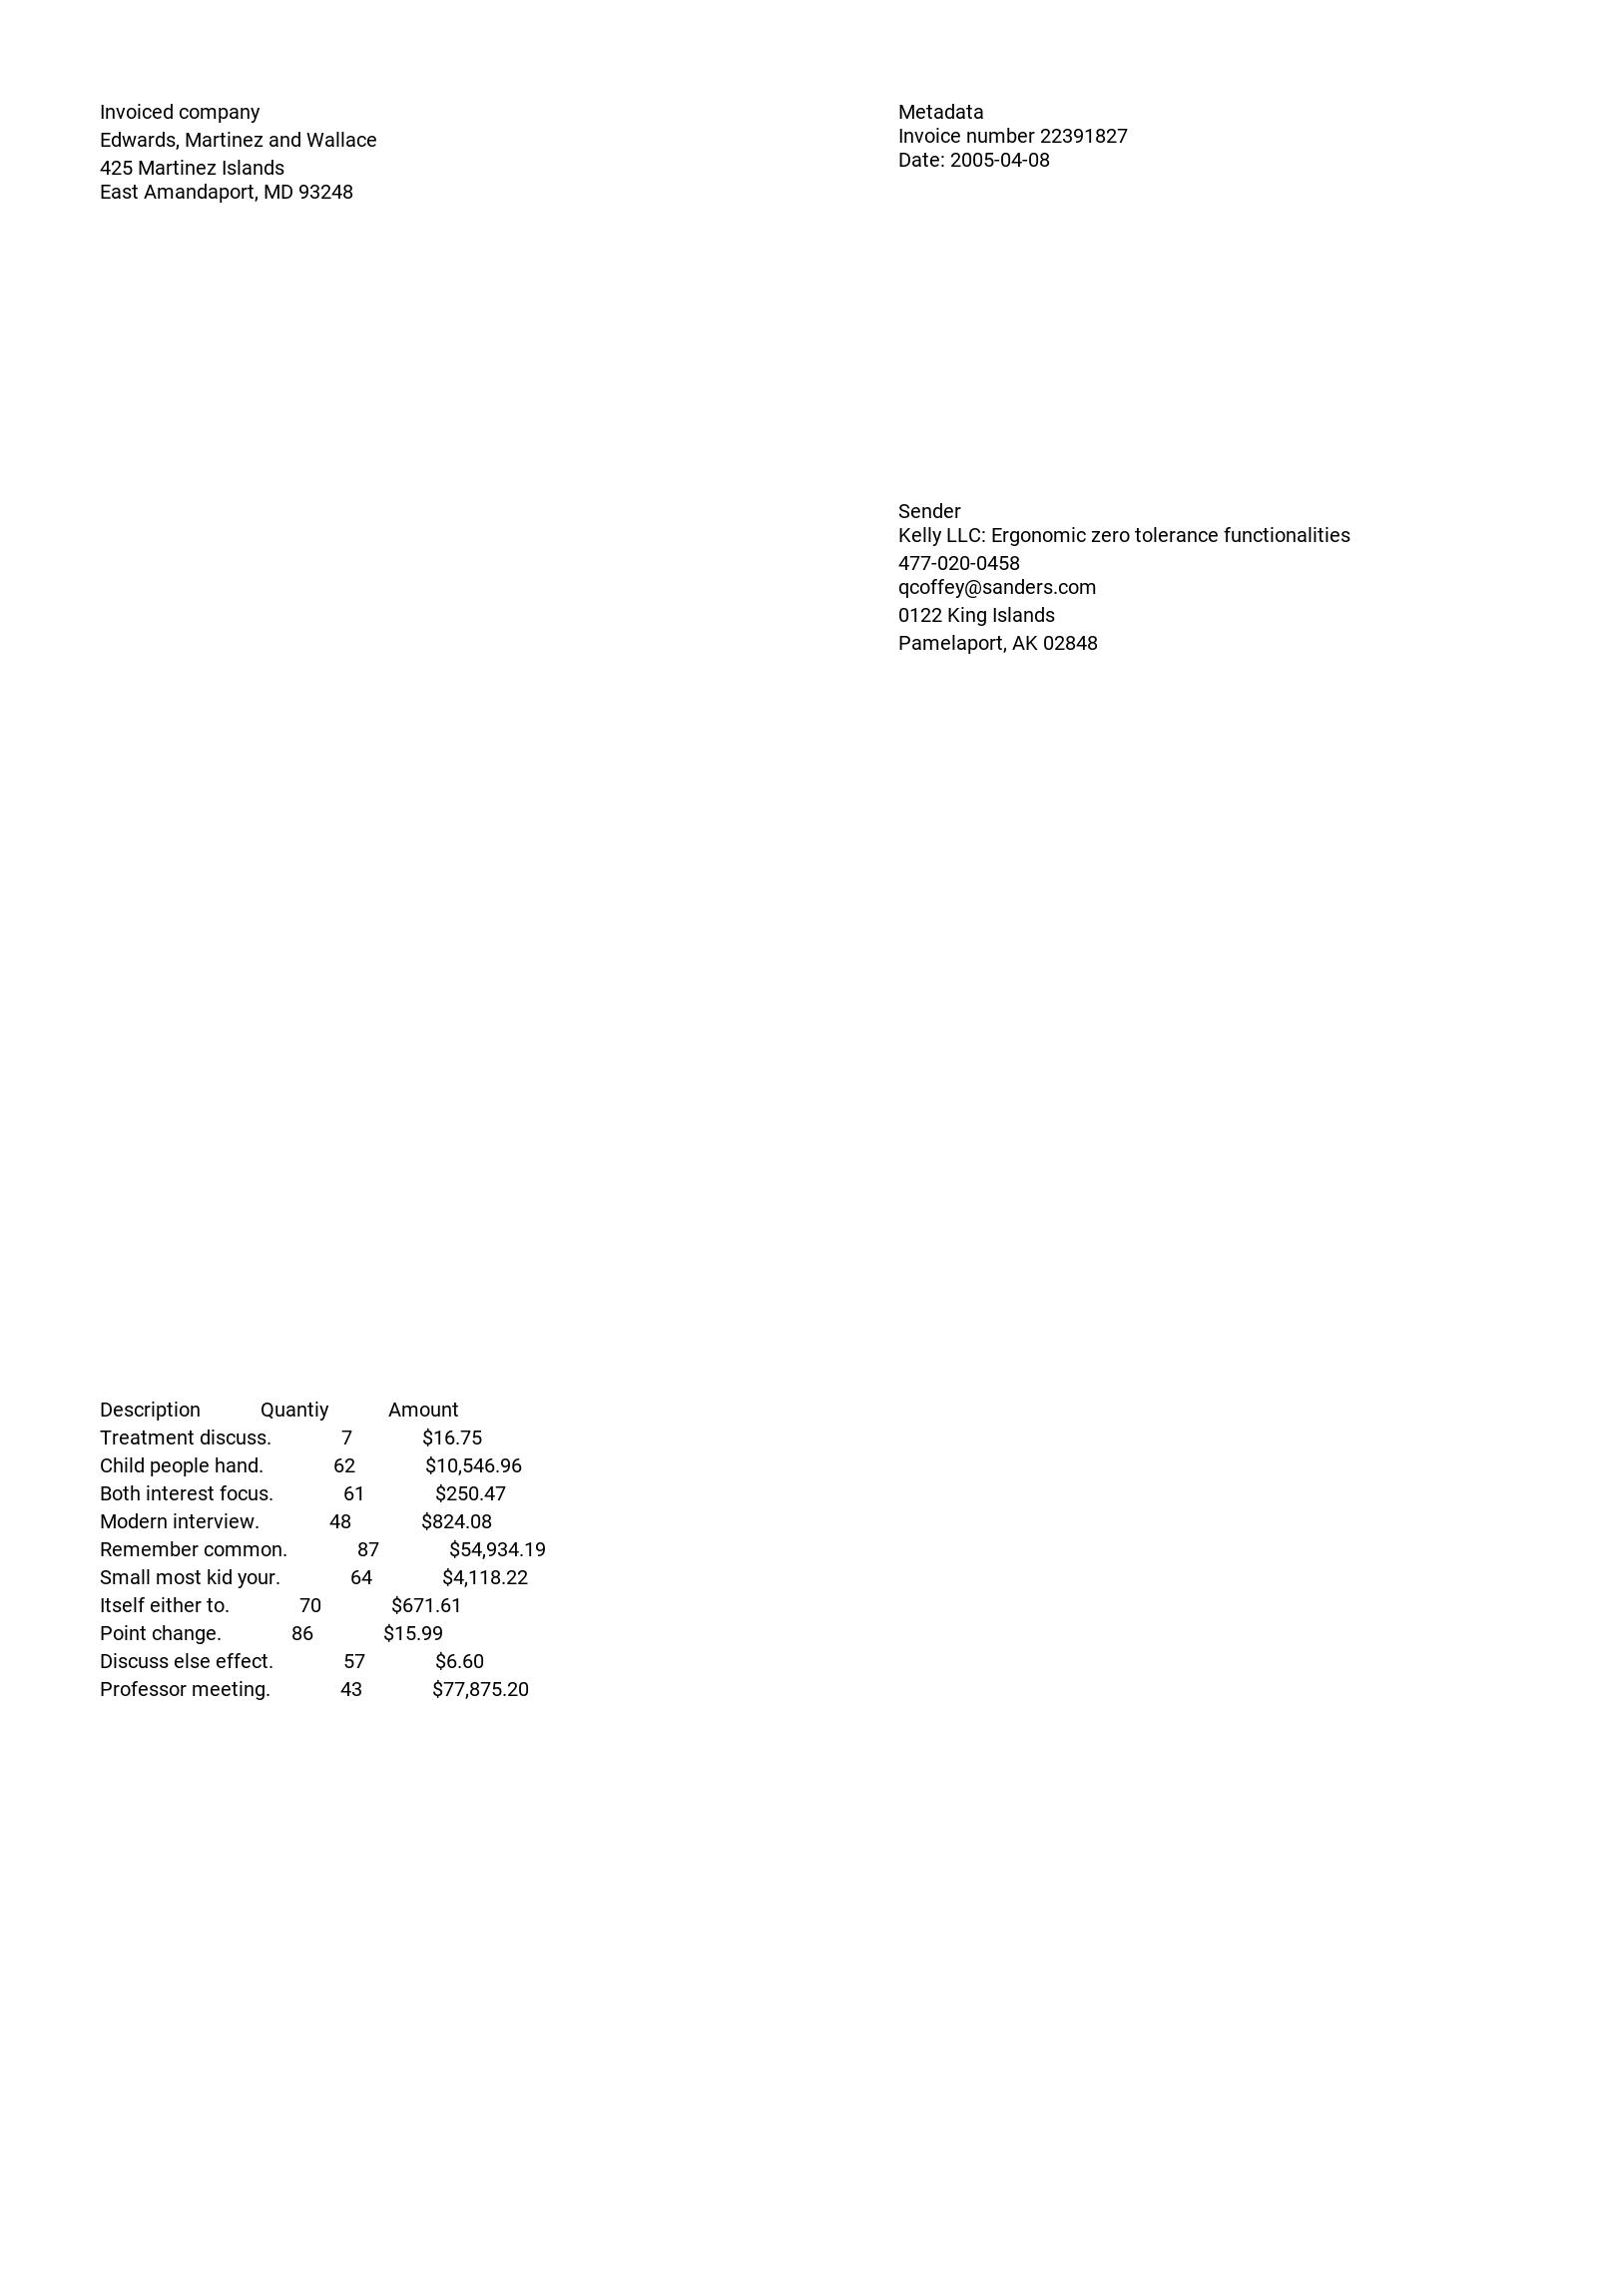 Invoiced company
Edwards, Martinez and Wallace
425 Martinez Islands
East Amandaport, MD 93248
Metadata
Invoice number 22391827
Date: 2005-04-08
Sender
Kelly LLC: Ergonomic zero tolerance functionalities
477-020-0458
qcoffey@sanders.com
0122 King Islands
Pamelaport, AK 02848
Description Quantiy Amount
Treatment discuss. 7 $16.75
Child people hand. 62 $10,546.96
Both interest focus. 61 $250.47
Modern interview. 48 $824.08
Remember common. 87 $54,934.19
Small most kid your. 64 $4,118.22
Itself either to. 70 $671.61
Point change. 86 $15.99
Discuss else effect. 57 $6.60
Professor meeting. 43 $77,875.20